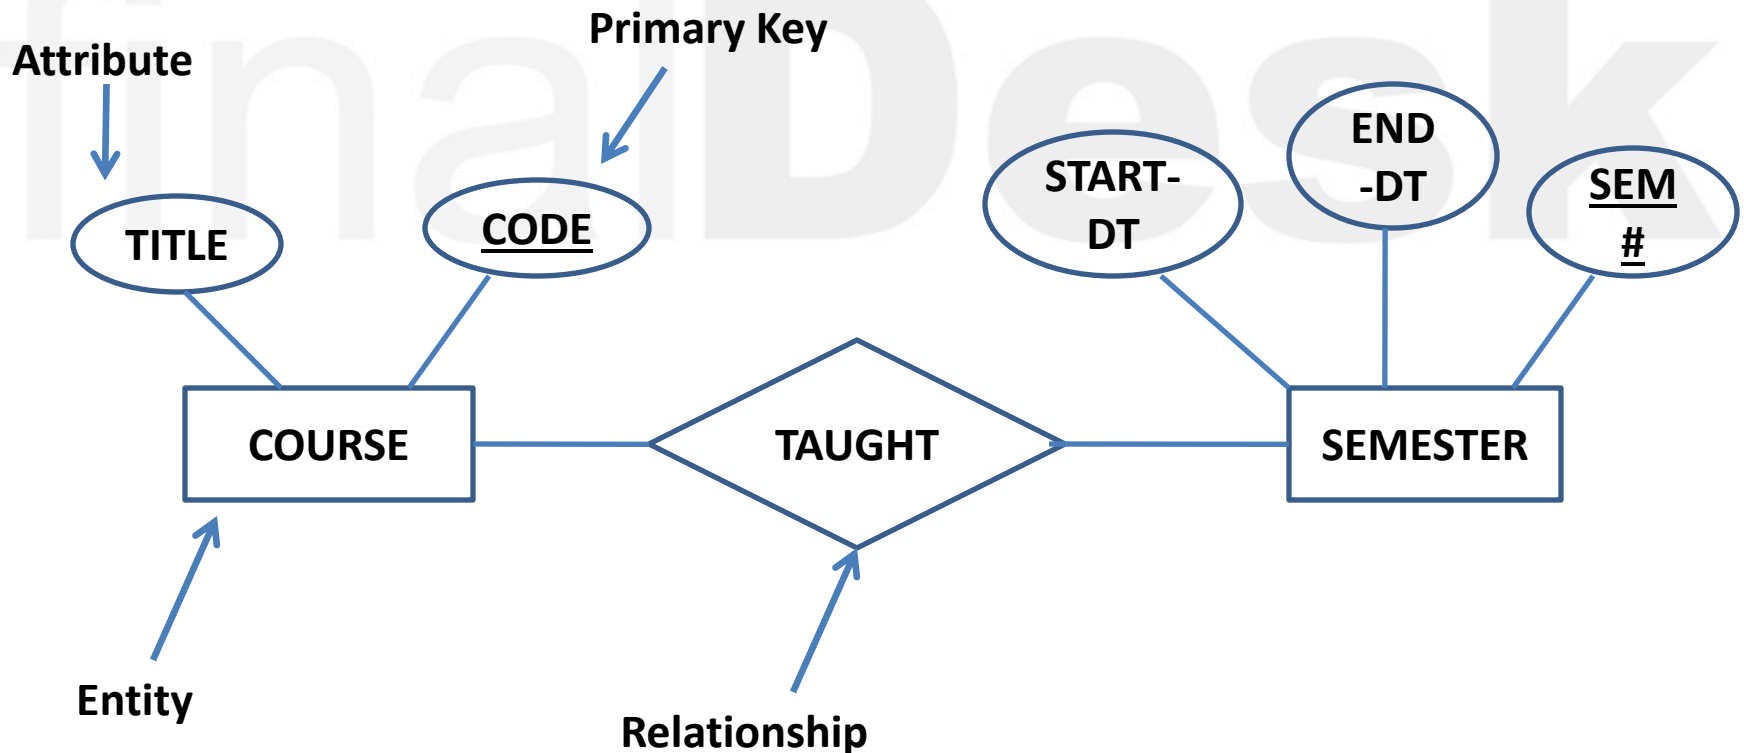 finalDesk
Primary Key
Attribute
END
-DT
START-
DT
SEM
#
CODE
TITLE
COURSE
TAUGHT
SEMESTER
Entity
Relationship